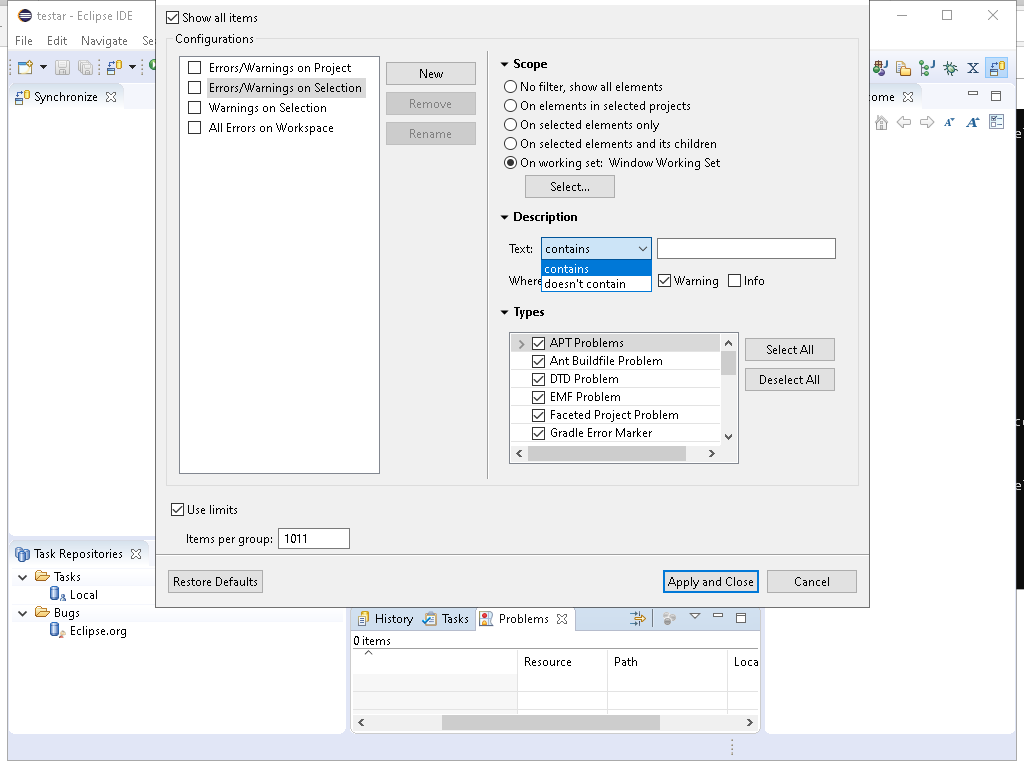 testar - Eclipse IDE
File Edit Navigate Se
Synchronize
ome
Show all items
Configurations
Errors/Warnings on Project
Errors/Warnings on Selection
Warnings on Selection
All Errors on Workspace
New
Remove
Rename
Scope
No filter, show all elements
On elements in selected projects
On selected elements only
On selected elements and its children
On working set: Window Working Set
Select...
Description
Text: contains
contains
doesn't contain
Where
Warning Info
Types
APT Problems
Ant Buildfile Problem
DTD Problem
EMF Problem
Faceted Project Problem
Gradle Error Marker
Select All
Deselect All
Use limits
Items per group: 1011
Restore Defaults
Apply and Close
Cancel
Task Repositories
Tasks
Local
Bugs
Eclipse.org
History Tasks Problems
0 items
Resource Path Loca